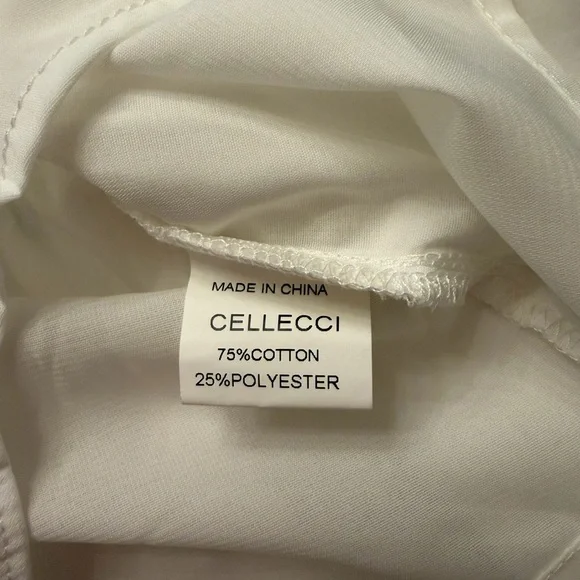 MADE IN CHINA
CELLECCI
75%COTTON
25%POLYESTER